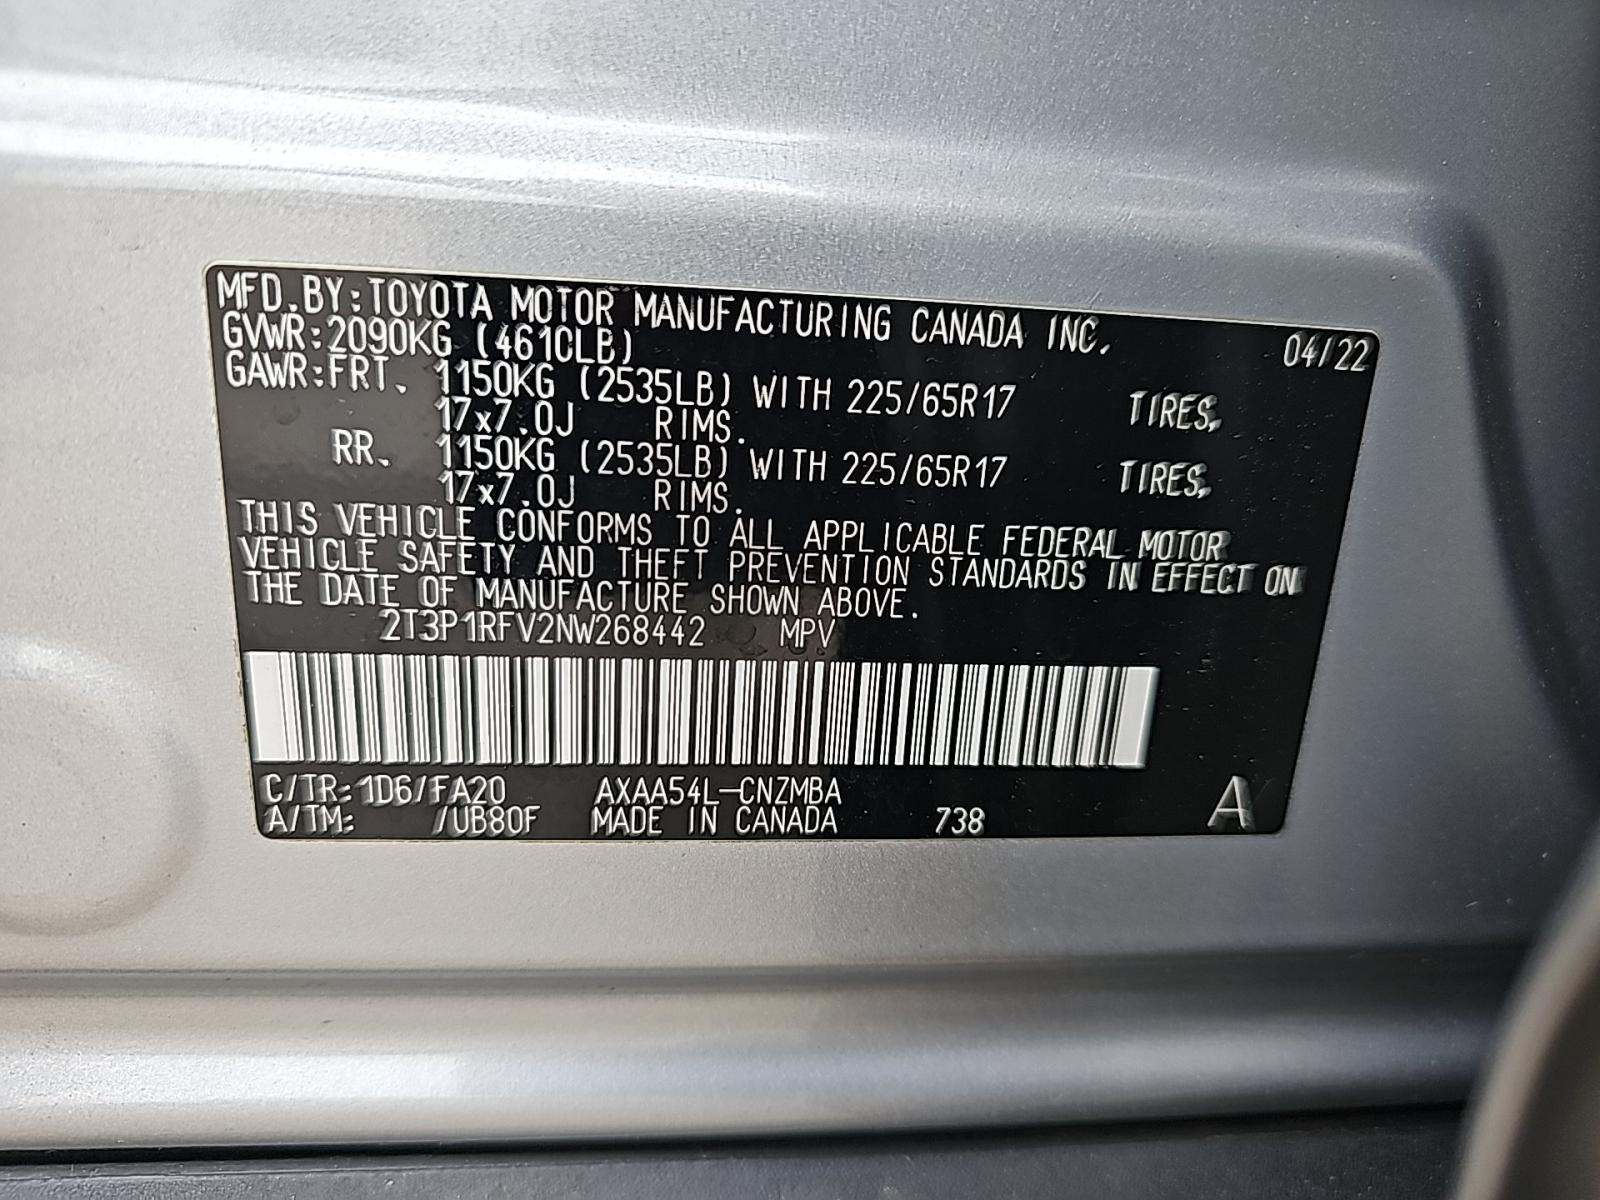 MFD.BY:TOYOTA MOTOR MANUFACTURING CANADA INC. 04/22
GVWR:2090KG (4610LB)
GAWR:FRT. 1150KG (2535LB) WITH 225/65R17 TIRES,
17x7.0J RIMS.
RR. 1150KG (2535LB) WITH 225/65R17 TIRES,
17x7.0J RIMS.
THIS VEHICLE CONFORMS TO ALL APPLICABLE FEDERAL MOTOR
VEHICLE SAFETY AND THEFT PREVENTION STANDARDS IN EFFECT ON
THE DATE OF MANUFACTURE SHOWN ABOVE.
2T3P1RFV2NW268442 MPV
C/TR:1D6/FA20 AXAA54L-CNZMBA
A/TM: /UB80F MADE IN CANADA 738 A